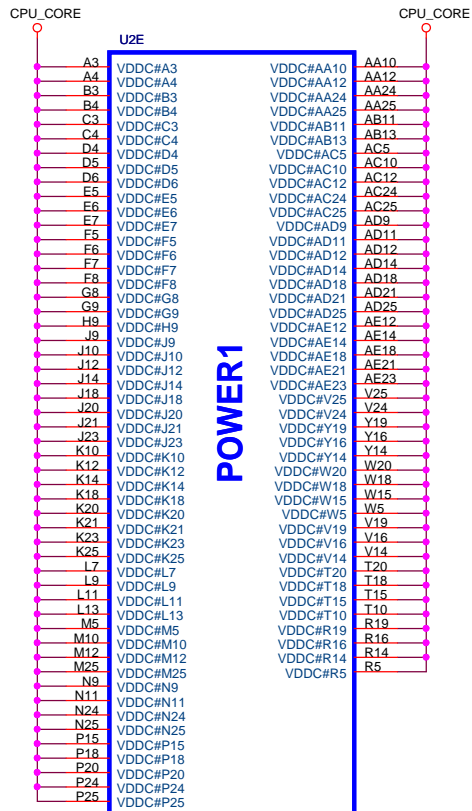 CPU_CORE CPU_CORE
U2E
A3 VDDC#A3 VDDC#AA10 AA10
A4 VDDC#A4 VDDC#AA12 AA12
B3 VDDC#B3 VDDC#AA24 AA24
B4 VDDC#B4 VDDC#AA25 AA25
C3 VDDC#C3 VDDC#AB11 AB11
C4 VDDC#C4 VDDC#AB13 AB13
D4 VDDC#D4 VDDC#AC5 AC5
D5 VDDC#D5 VDDC#AC10 AC10
D6 VDDC#D6 VDDC#AC12 AC12
E5 VDDC#E5 VDDC#AC24 AC24
E6 VDDC#E6 VDDC#AC25 AC25
E7 VDDC#E7 VDDC#AD9 AD9
F5 VDDC#F5 VDDC#AD11 AD11
F6 VDDC#F6 VDDC#AD12 AD12
F7 VDDC#F7 VDDC#AD14 AD14
F8 VDDC#F8 VDDC#AD18 AD18
G8 VDDC#G8 VDDC#AD21 AD21
G9 VDDC#G9 VDDC#AD25 AD25
H9 VDDC#H9 VDDC#AE12 AE12
J9 VDDC#J9 VDDC#AE14 AE14
J10 VDDC#J10 VDDC#AE18 AE18
J12 VDDC#J12 VDDC#AE21 AE21
J14 VDDC#J14 VDDC#AE23 AE23
J18 VDDC#J18 VDDC#V25 V25
J20 VDDC#J20 VDDC#V24 V24
J21 VDDC#J21 VDDC#Y19 Y19
J23 VDDC#J23 VDDC#Y16 Y16
K10 VDDC#K10 VDDC#Y14 Y14
K12 VDDC#K12 VDDC#W20 W20
K14 VDDC#K14 VDDC#W18 W18
K18 VDDC#K18 VDDC#W15 W15
K20 VDDC#K20 VDDC#W5 W5
K21 VDDC#K21 VDDC#V19 V19
K23 VDDC#K23 VDDC#V16 V16
K25 VDDC#K25 VDDC#V14 V14
L7 VDDC#L7 VDDC#T20 T20
L9 VDDC#L9 VDDC#T18 T18
L11 VDDC#L11 VDDC#T15 T15
L13 VDDC#L13 VDDC#T10 T10
M5 VDDC#M5 VDDC#R19 R19
M10 VDDC#M10 VDDC#R16 R16
M12 VDDC#M12 VDDC#R14 R14
M25 VDDC#M25 VDDC#R5 R5
N9 VDDC#N9
N11 VDDC#N11
N24 VDDC#N24
N25 VDDC#N25
P15 VDDC#P15
P18 VDDC#P18
P20 VDDC#P20
P24 VDDC#P24
P25 VDDC#P25
POWER1